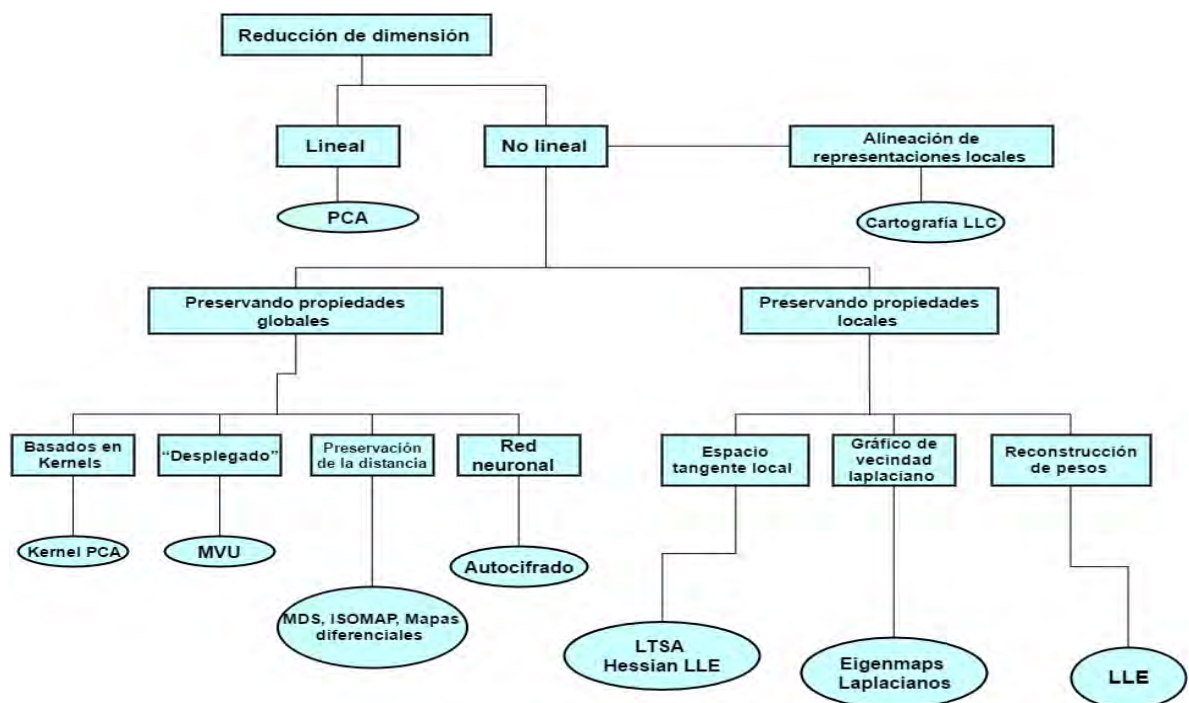 Reducción de dimensión
Lineal
No lineal
Alineación de
representaciones locales
PCA
Cartografía LLC
Preservando propiedades
globales
Preservando propiedades
locales
Basados en
Kernels
“Desplegado”
Preservación
de la distancia
Red
neuronal
Espacio
tangente local
Gráfico de
vecindad
laplaciano
Reconstrucción
de pesos
Kernel PCA
MVU
Autocifrado
MDS, ISOMAP, Mapas
diferenciales
LTSA
Hessian LLE
Eigenmaps
Laplacianos
LLE